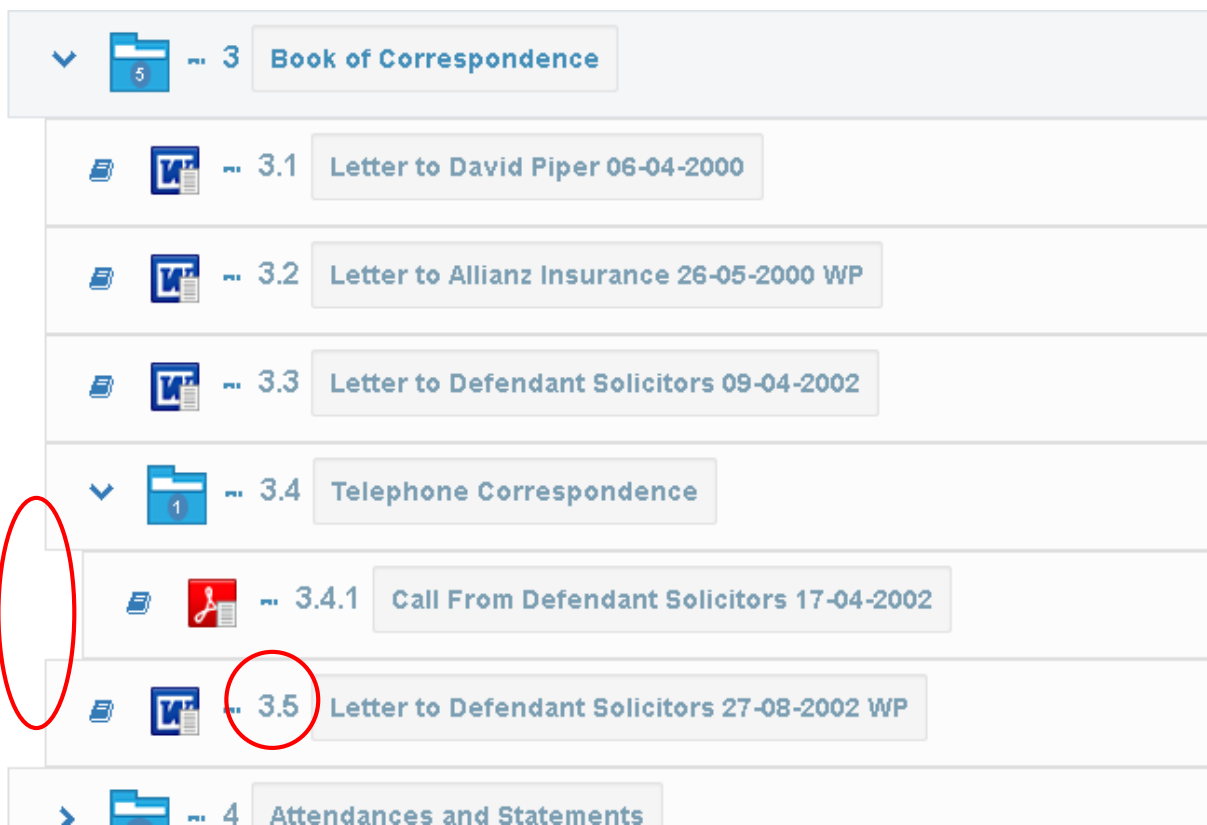 5 3 Book of Correspondence
3.1 Letter to David Piper 06-04-2000
3.2 Letter to Allianz Insurance 26-05-2000 WP
3.3 Letter to Defendant Solicitors 09-04-2002
1 3.4 Telephone Correspondence
3.4.1 Call From Defendant Solicitors 17-04-2002
3.5 Letter to Defendant Solicitors 27-08-2002 WP
4 Attendances and Statements